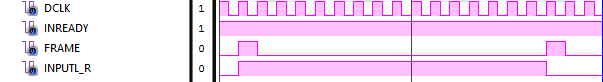 DCLK 1
INREADY 1
FRAME 0
INPUTL_R 0